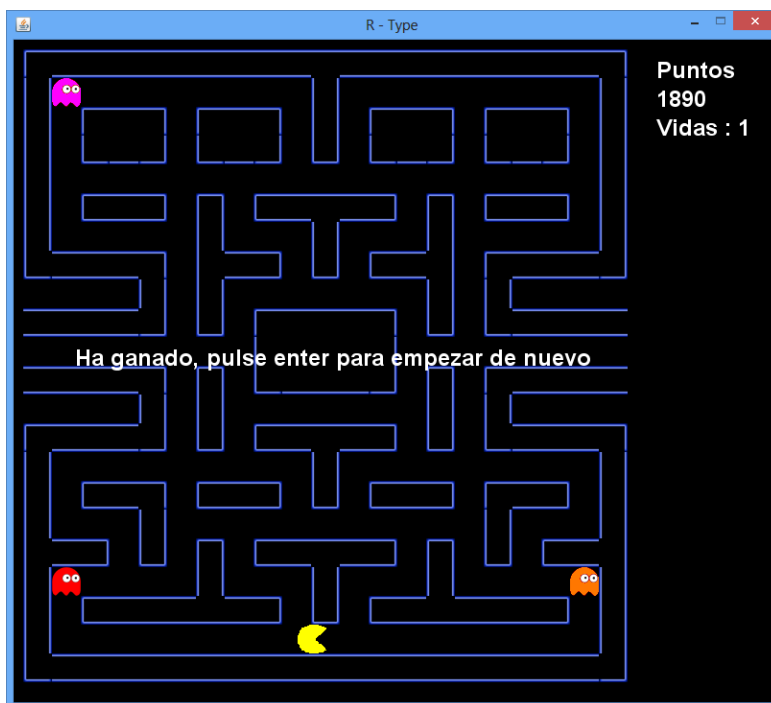 R - Type
Puntos
1890
Vidas : 1
Ha ganado, pulse enter para empezar de nuevo